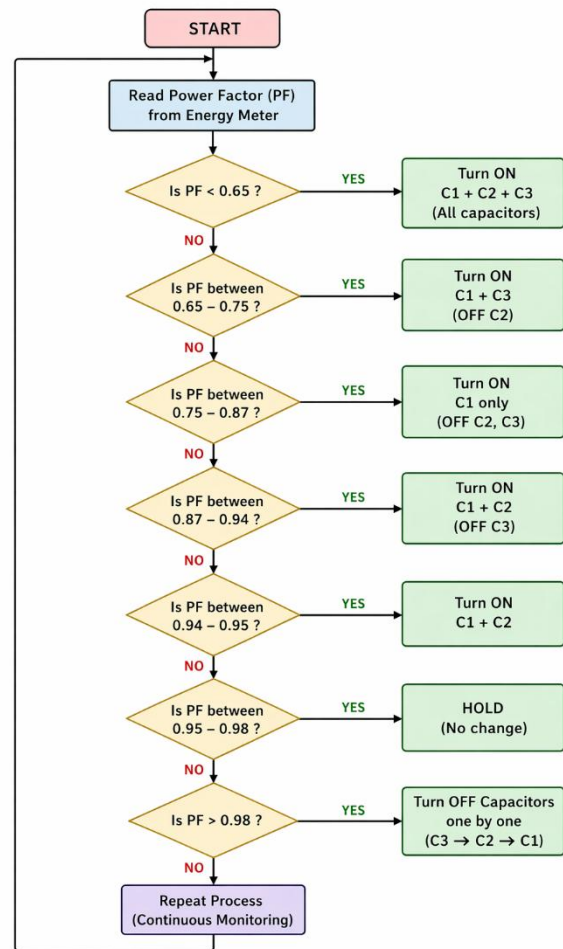 START
Read Power Factor (PF)
from Energy Meter
Is PF < 0.65 ?
YES
Turn ON
C1 + C2 + C3
(All capacitors)
NO
Is PF between
0.65 – 0.75 ?
YES
Turn ON
C1 + C3
(OFF C2)
NO
Is PF between
0.75 – 0.87 ?
YES
Turn ON
C1 only
(OFF C2, C3)
NO
Is PF between
0.87 – 0.94 ?
YES
Turn ON
C1 + C2
(OFF C3)
NO
Is PF between
0.94 – 0.95 ?
YES
Turn ON
C1 + C2
NO
Is PF between
0.95 – 0.98 ?
YES
HOLD
(No change)
NO
Is PF > 0.98 ?
YES
Turn OFF Capacitors
one by one
(C3 → C2 → C1)
NO
Repeat Process
(Continuous Monitoring)